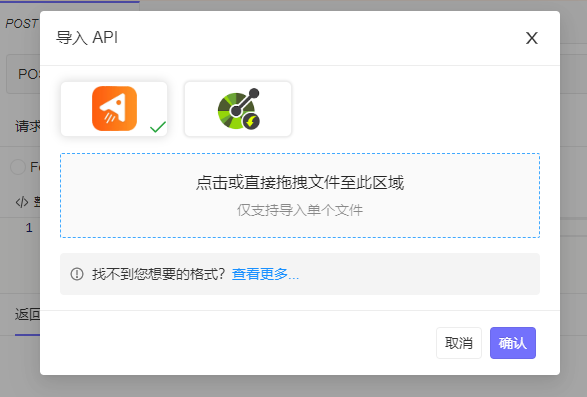 POST
导入 API
X
POS
请求
Fo
点击或直接拖拽文件至此区域
仅支持导入单个文件
1
找不到您想要的格式？查看更多...
返回
取消
确认